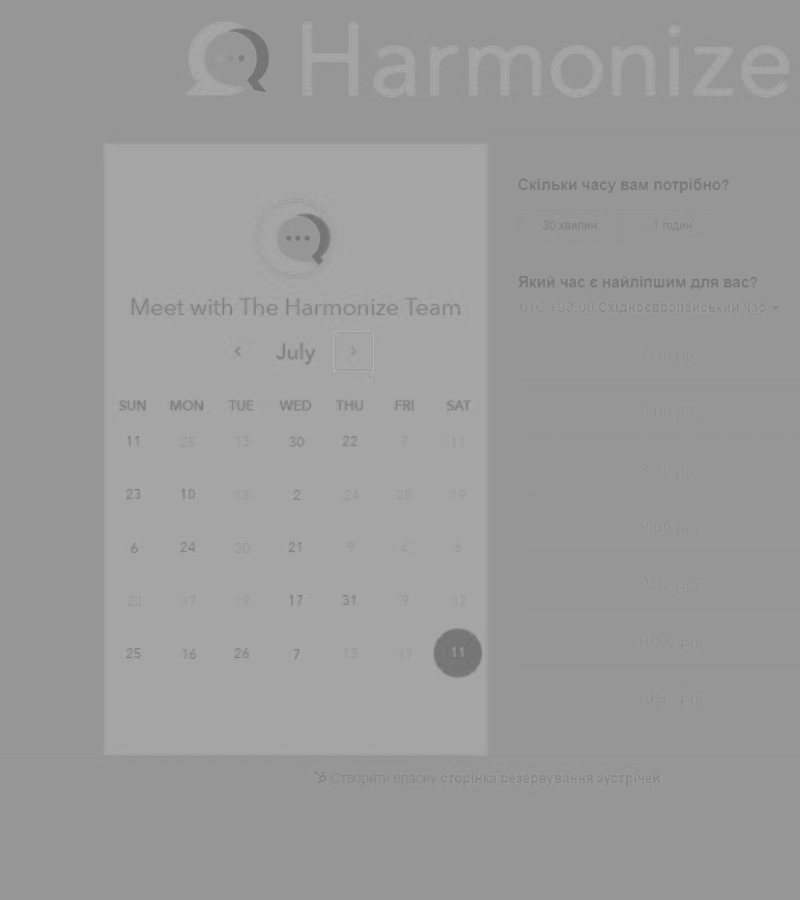 Harmonize
Meet with The Harmonize Team
July
SUN MON TUE WED THU FRI SAT
11 25 13 30 22 7 11
23 10 18 2 24 28 19
6 24 20 21 9 4 6
22 17 19 17 31 9 17
25 16 26 7 13 17 11
Скільки часу вам потрібно?
30 хвилин 1 годин
Який час є найліпшим для вас?
UTC +03:00 Східноєвропейський час
7:30 pm
8:00 pm
8:30 pm
9:00 pm
9:30 pm
10:00 pm
10:30 pm
Створити власну сторінка резервування зустрічей